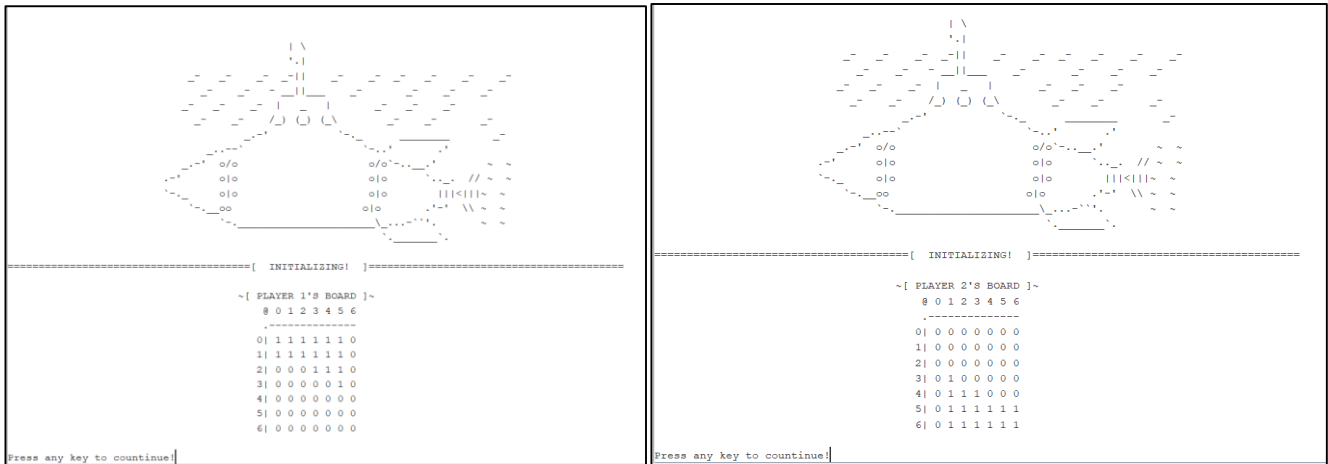 [ INITIALIZING! ]
~[ PLAYER 1'S BOARD ]~
@ 0 1 2 3 4 5 6
.--------------
0| 1 1 1 1 1 1 0
1| 1 1 1 1 1 1 0
2| 0 0 0 1 1 1 0
3| 0 0 0 0 0 1 0
4| 0 0 0 0 0 0 0
5| 0 0 0 0 0 0 0
6| 0 0 0 0 0 0 0
Press any key to countinue!
[ INITIALIZING! ]
~[ PLAYER 2'S BOARD ]~
@ 0 1 2 3 4 5 6
.--------------
0| 0 0 0 0 0 0 0
1| 0 0 0 0 0 0 0
2| 0 0 0 0 0 0 0
3| 0 1 0 0 0 0 0
4| 0 1 1 1 0 0 0
5| 0 1 1 1 1 1 1
6| 0 1 1 1 1 1 1
Press any key to countinue!